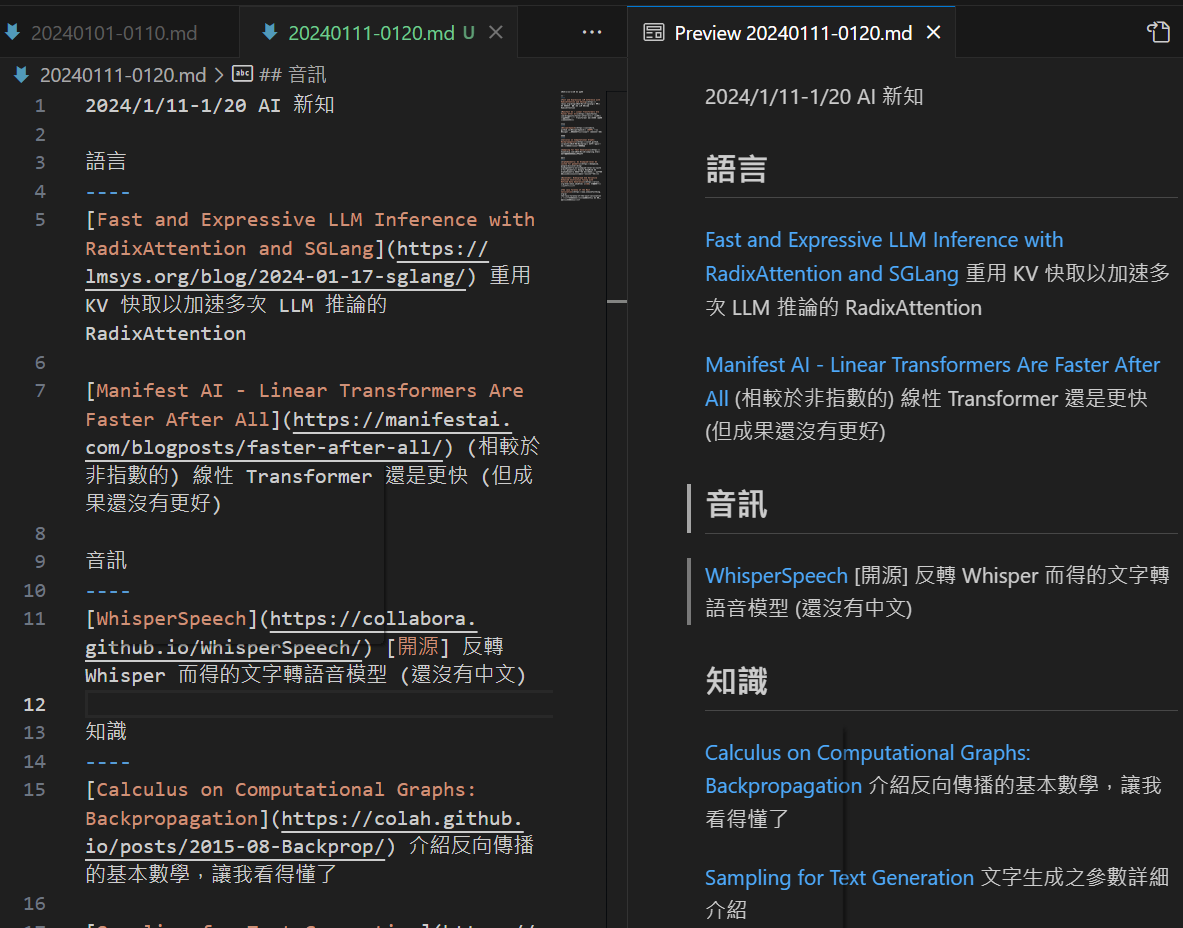 20240101-0110.md
20240111-0120.md U
Preview 20240111-0120.md
20240111-0120.md > abc ## 音訊
1 2024/1/11-1/20 AI 新知
2
3 語言
4 ----
5 [Fast and Expressive LLM Inference with
RadixAttention and SGLang](https://
lmsys.org/blog/2024-01-17-sglang/) 重用
KV 快取以加速多次 LLM 推論的
RadixAttention
6
7 [Manifest AI - Linear Transformers Are
Faster After All](https://manifestai.
com/blogposts/faster-after-all/) (相較於
非指數的) 線性 Transformer 還是更快 (但成
果還沒有更好)
8
9 音訊
10 ----
11 [WhisperSpeech](https://collabora.
github.io/WhisperSpeech/) [開源] 反轉
Whisper 而得的文字轉語音模型 (還沒有中文)
12
13 知識
14 ----
15 [Calculus on Computational Graphs:
Backpropagation](https://colah.github.
io/posts/2015-08-Backprop/) 介紹反向傳播
的基本數學，讓我看得懂了
16
2024/1/11-1/20 AI 新知
語言
Fast and Expressive LLM Inference with
RadixAttention and SGLang 重用 KV 快取以加速多
次 LLM 推論的 RadixAttention
Manifest AI - Linear Transformers Are Faster After
All (相較於非指數的) 線性 Transformer 還是更快
(但成果還沒有更好)
音訊
WhisperSpeech [開源] 反轉 Whisper 而得的文字轉
語音模型 (還沒有中文)
知識
Calculus on Computational Graphs:
Backpropagation 介紹反向傳播的基本數學，讓我
看得懂了
Sampling for Text Generation 文字生成之參數詳細
介紹